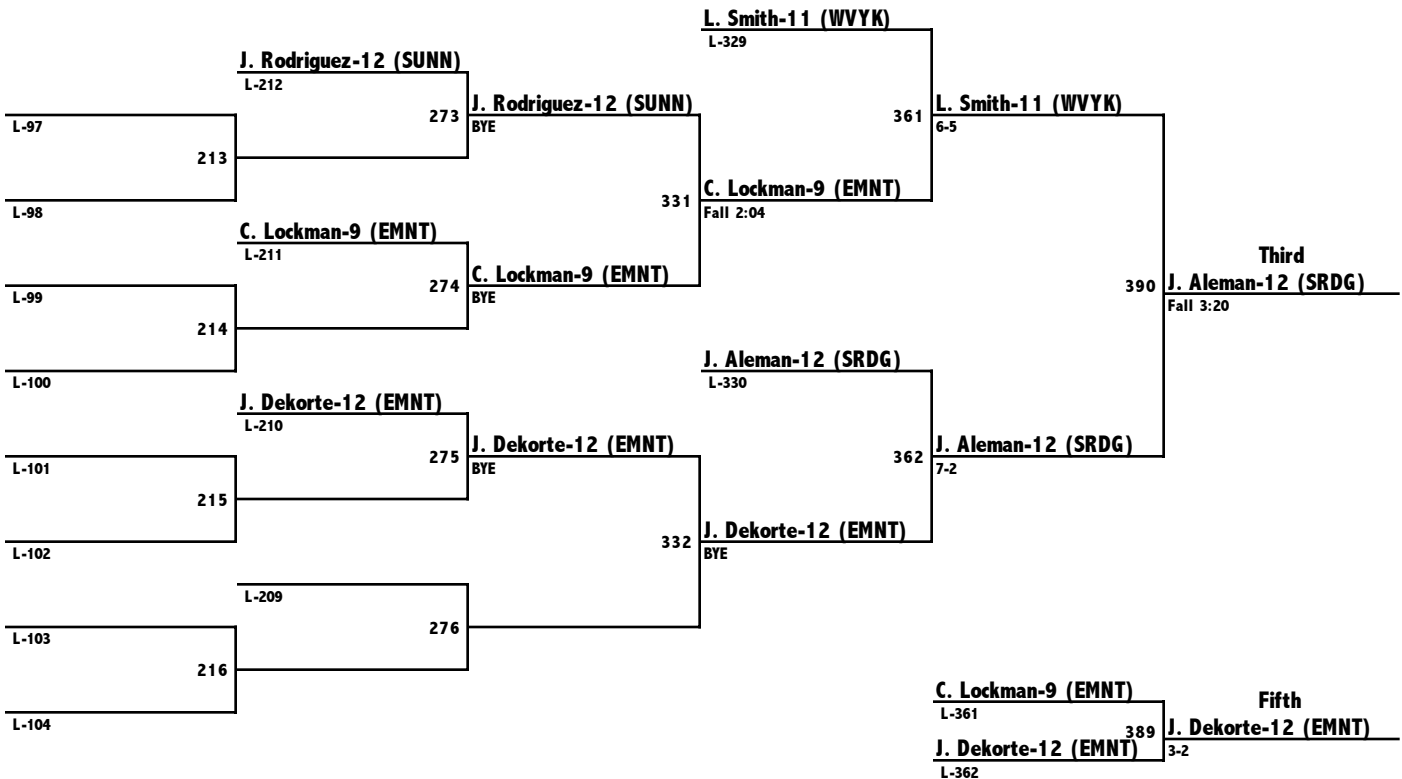 L. Smith-11 (WVYK)
L-329
J. Rodriguez-12 (SUNN)
L-212
273
J. Rodriguez-12 (SUNN)
BYE
361
L. Smith-11 (WVYK)
6-5
L-97
213
L-98
331
C. Lockman-9 (EMNT)
Fall 2:04
C. Lockman-9 (EMNT)
L-211
274
C. Lockman-9 (EMNT)
BYE
L-99
214
L-100
Third
390
J. Aleman-12 (SRDG)
Fall 3:20
J. Aleman-12 (SRDG)
L-330
J. Dekorte-12 (EMNT)
L-210
275
J. Dekorte-12 (EMNT)
BYE
362
J. Aleman-12 (SRDG)
7-2
L-101
215
L-102
332
J. Dekorte-12 (EMNT)
BYE
L-209
276
L-103
216
L-104
C. Lockman-9 (EMNT)
L-361
Fifth
389
J. Dekorte-12 (EMNT)
3-2
J. Dekorte-12 (EMNT)
L-362